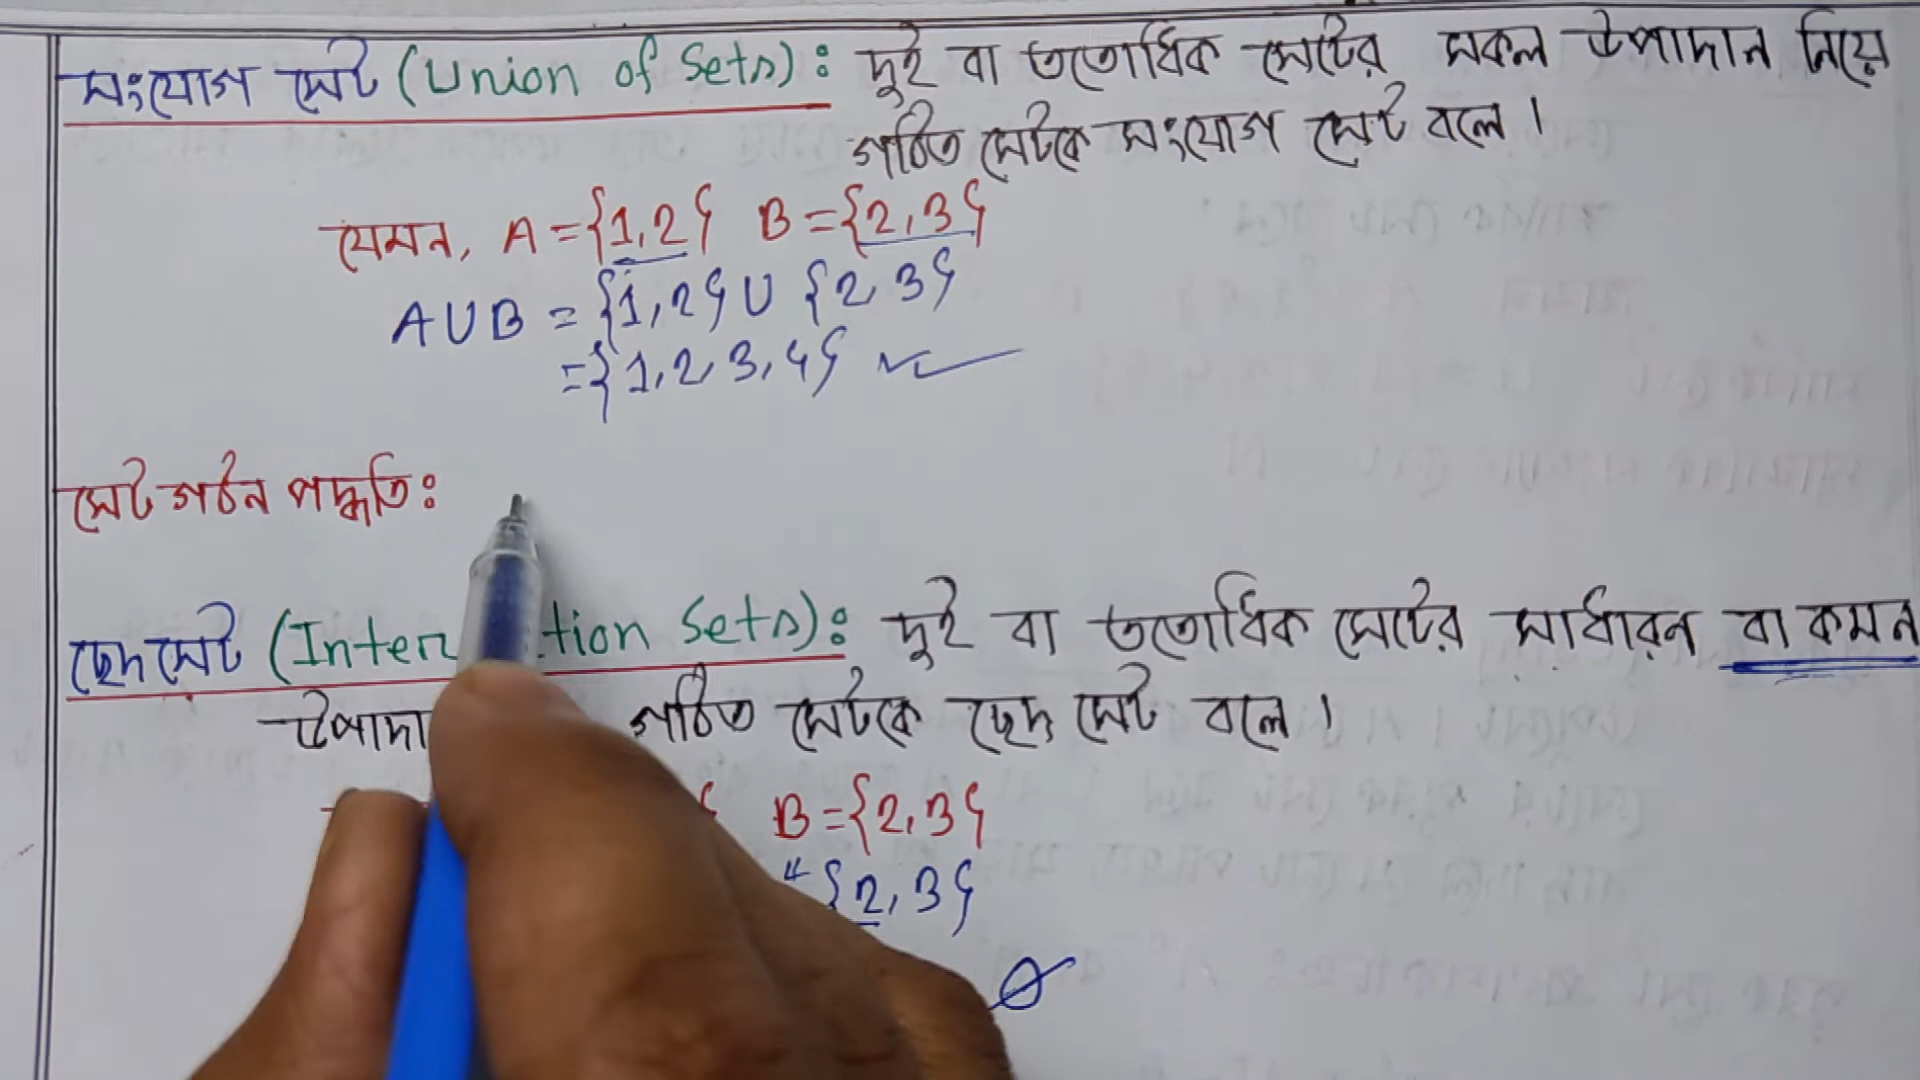 সংযোগ সেট (Union of Sets): দুই বা ততোধিক সেটের সকল উপাদান নিয়ে
গঠিত সেটকে সংযোগ সেট বলে।
যেমন, A = {1,2} B = {2,3}
A∪B = {1,2} ∪ {2,3}
= {1,2,3,4}
সেট গঠন পদ্ধতি:
ছেদ সেট (Inter tion Sets): দুই বা ততোধিক সেটের সাধারন বা কমন
উপাদা গঠিত সেটকে ছেদ সেট বলে।
B = {2,3}
{2,3}